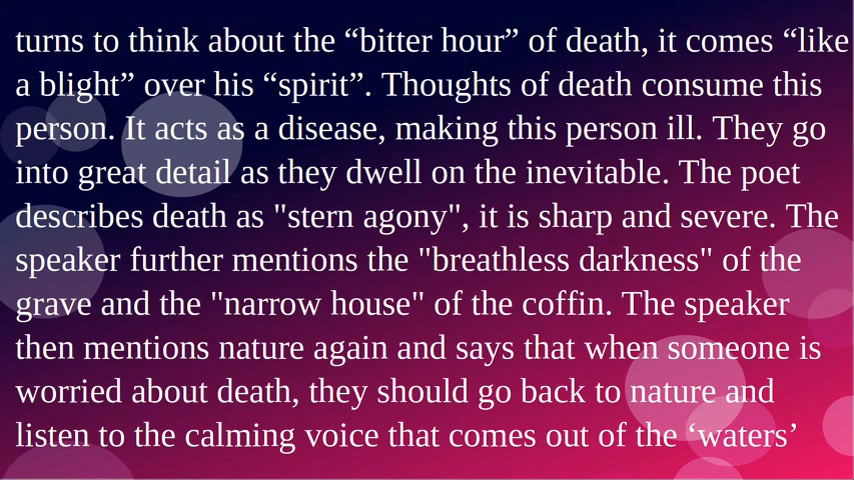 turns to think about the “bitter hour” of death, it comes “like
a blight” over his “spirit”. Thoughts of death consume this
person. It acts as a disease, making this person ill. They go
into great detail as they dwell on the inevitable. The poet
describes death as "stern agony", it is sharp and severe. The
speaker further mentions the "breathless darkness" of the
grave and the "narrow house" of the coffin. The speaker
then mentions nature again and says that when someone is
worried about death, they should go back to nature and
listen to the calming voice that comes out of the ‘waters’